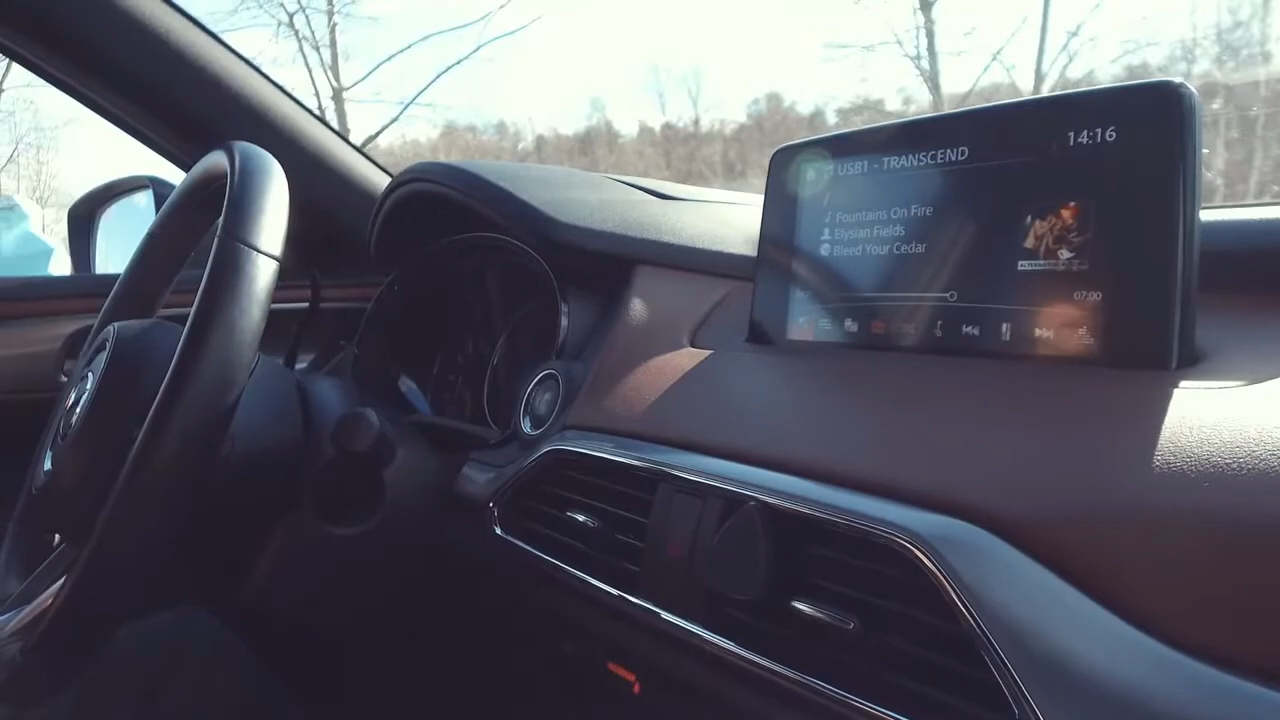 USB1 - TRANSCEND
14:16
Fountains On Fire
Elysian Fields
Bleed Your Cedar
07:00